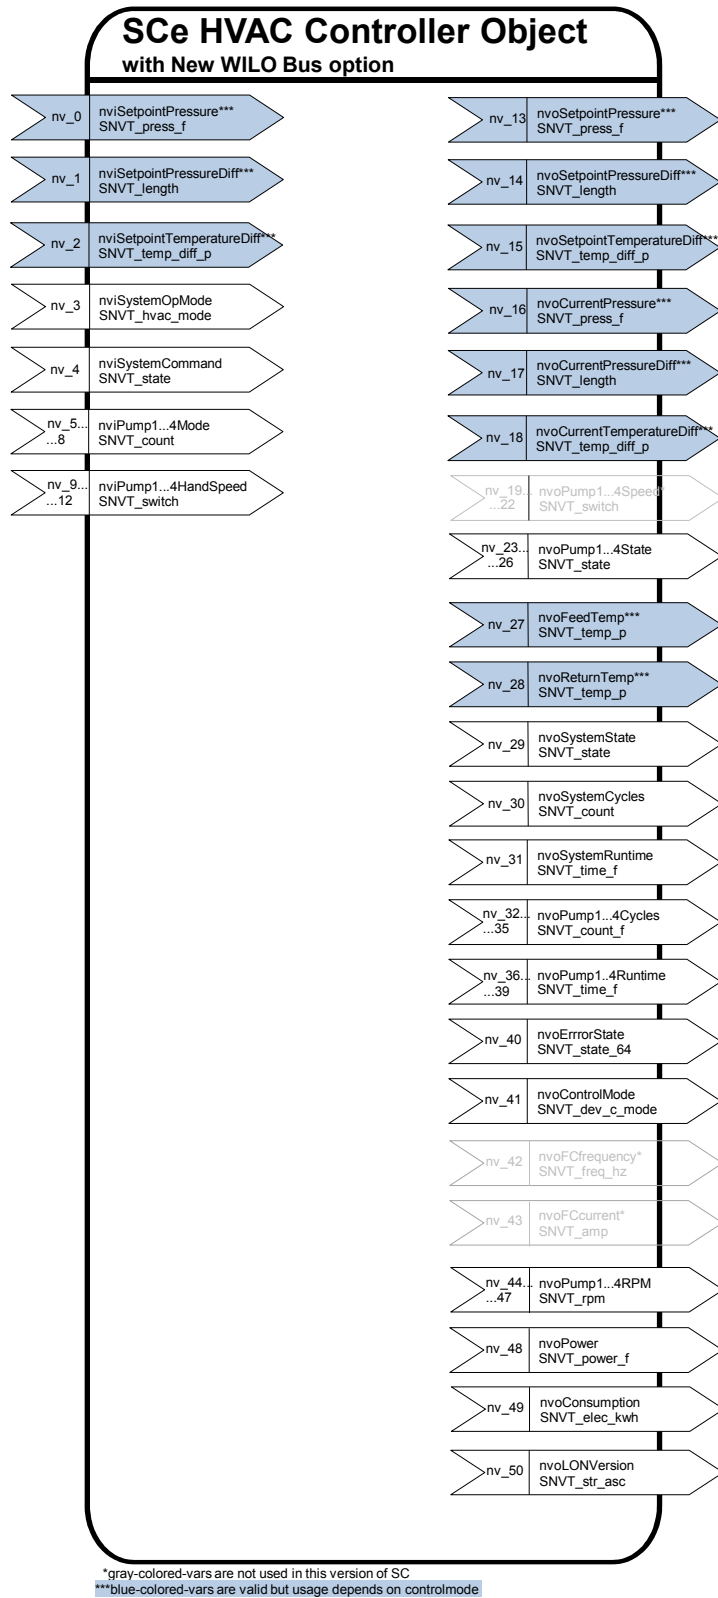 SCe HVAC Controller Object
with New WILO Bus option
nv_0
nviSetpointPressure***
SNVT_press_f
nv_1
nviSetpointPressureDiff***
SNVT_length
nv_2
nviSetpointTemperatureDiff***
SNVT_temp_diff_p
nv_3
nviSystemOpMode
SNVT_hvac_mode
nv_4
nviSystemCommand
SNVT_state
nv_5...
...8
nviPump1...4Mode
SNVT_count
nv_9...
...12
nviPump1...4HandSpeed
SNVT_switch
nv_13
nvoSetpointPressure***
SNVT_press_f
nv_14
nvoSetpointPressureDiff***
SNVT_length
nv_15
nvoSetpointTemperatureDiff***
SNVT_temp_diff_p
nv_16
nvoCurrentPressure***
SNVT_press_f
nv_17
nvoCurrentPressureDiff***
SNVT_length
nv_18
nvoCurrentTemperatureDiff***
SNVT_temp_diff_p
nv_19...
...22
nvoPump1...4Speed*
SNVT_switch
nv_23...
...26
nvoPump1...4State
SNVT_state
nv_27
nvoFeedTemp***
SNVT_temp_p
nv_28
nvoReturnTemp***
SNVT_temp_p
nv_29
nvoSystemState
SNVT_state
nv_30
nvoSystemCycles
SNVT_count
nv_31
nvoSystemRuntime
SNVT_time_f
nv_32...
...35
nvoPump1...4Cycles
SNVT_count_f
nv_36...
...39
nvoPump1..4Runtime
SNVT_time_f
nv_40
nvoErrrorState
SNVT_state_64
nv_41
nvoControlMode
SNVT_dev_c_mode
nv_42
nvoFCfrequency*
SNVT_freq_hz
nv_43
nvoFCcurrent*
SNVT_amp
nv_44...
...47
nvoPump1...4RPM
SNVT_rpm
nv_48
nvoPower
SNVT_power_f
nv_49
nvoConsumption
SNVT_elec_kwh
nv_50
nvoLONVersion
SNVT_str_asc
*gray-colored-vars are not used in this version of SC
***blue-colored-vars are valid but usage depends on controlmode